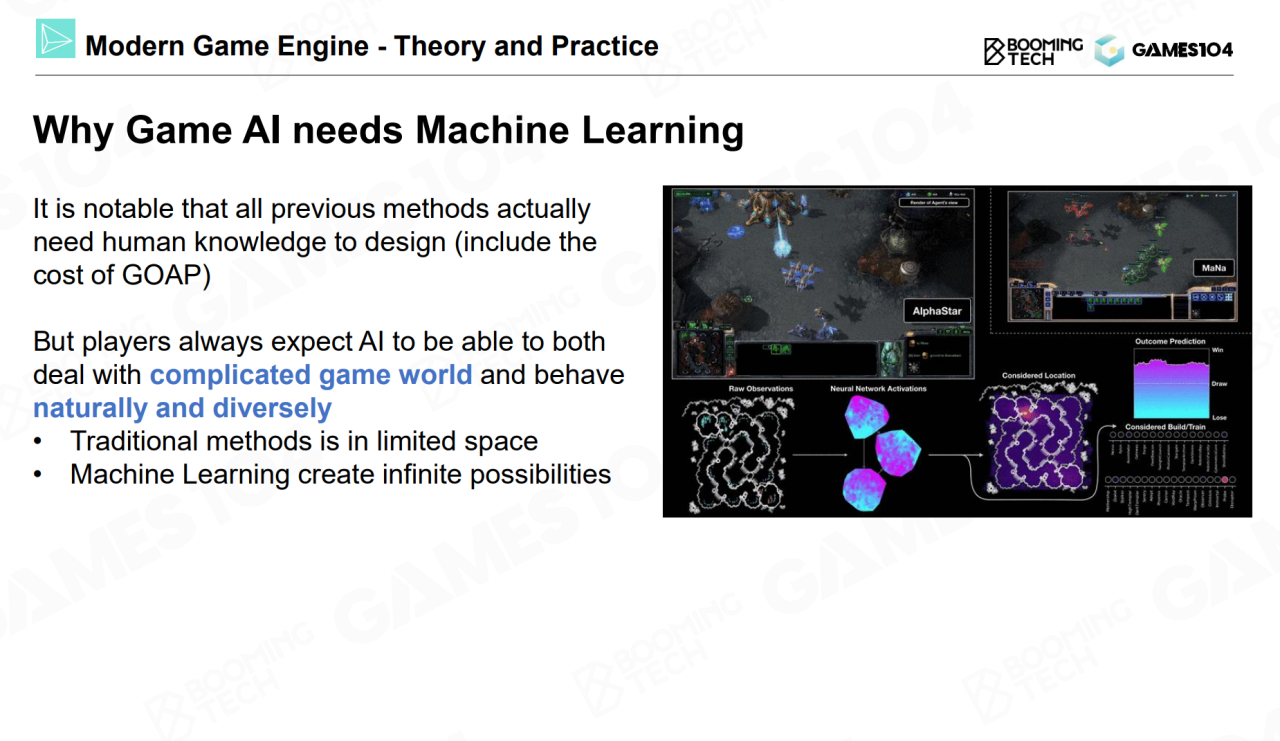 Modern Game Engine - Theory and Practice
BOOMING
TECH
GAMES104
Why Game AI needs Machine Learning
It is notable that all previous methods actually
need human knowledge to design (include the
cost of GOAP)
But players always expect AI to be able to both
deal with complicated game world and behave
naturally and diversely
• Traditional methods is in limited space
• Machine Learning create infinite possibilities
Render of Agent's view
AlphaStar
MaNa
Raw Observations
Neural Network Activations
Considered Location
Outcome Prediction
Win
Draw
Lose
Considered Build/Train